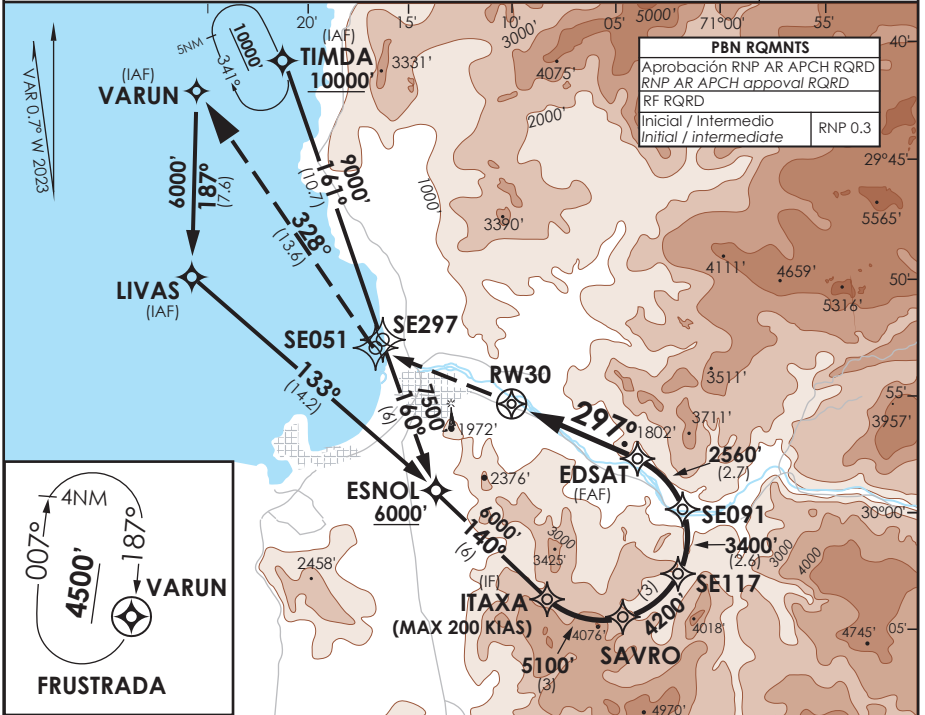 20'
15'
10'
05'
71°00'
55'
40'
29°45'
50'
55'
30°00'
05'
VAR 0.7° W 2023
5NM
10000'
341°
(IAF)
TIMDA
10000'
(IAF)
VARUN
6000'
187°
(7.9)
LIVAS
(IAF)
9000'
161°
(10.7)
328°
(13.6)
133°
(14.2)
SE051
SE297
7500'
160°
(6)
RW30
297°
EDSAT
(FAF)
2560'
(2.7)
SE091
3400'
(2.6)
SE117
4200'
(3)
SAVRO
5100'
(3)
ESNOL
6000'
6000'
140°
(6)
(IF)
ITAXA
(MAX 200 KIAS)
PBN RQMNTS
Aprobación RNP AR APCH RQRD
RNP AR APCH appoval RQRD
RF RQRD
Inicial / Intermedio
Initial / intermediate
RNP 0.3
3331'
3000'
5000'
4075'
2000'
1000'
3390'
5565'
4111'
4659'
5316'
3511'
3711'
3957'
1802'
1972'
2376'
3000
3425'
2458'
4076'
4018'
3000
4000
4745'
4970'
4NM
007°
187°
4500'
VARUN
FRUSTRADA